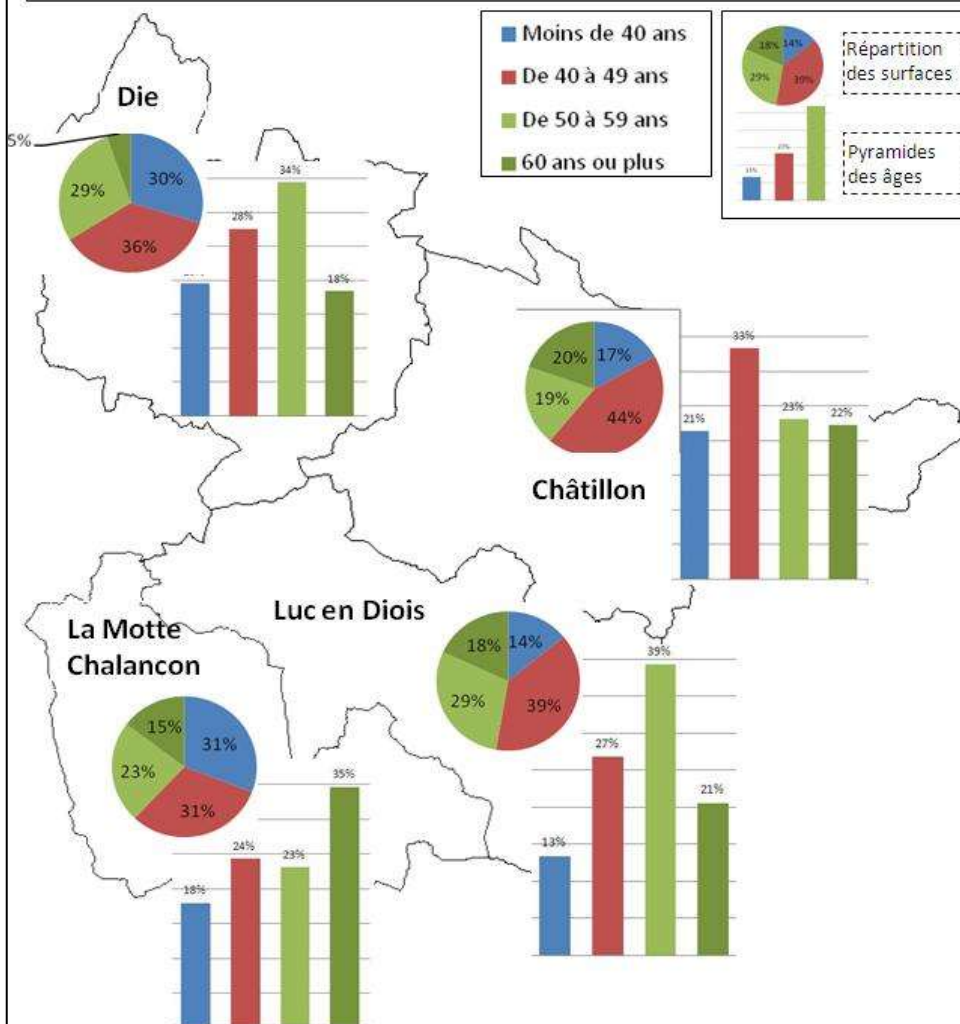 Moins de 40 ans
De 40 à 49 ans
De 50 à 59 ans
60 ans ou plus
18% 14%
29% 39%
Répartition
des surfaces
Pyramides
des âges
Die
5%
29% 30%
36%
28%
34%
18%
20% 17%
19% 44%
Châtillon
21%
33%
23%
22%
La Motte
Chalancon
15% 31%
23%
31%
18%
24%
23%
35%
Luc en Diois
18% 14%
29% 39%
13%
27%
39%
21%